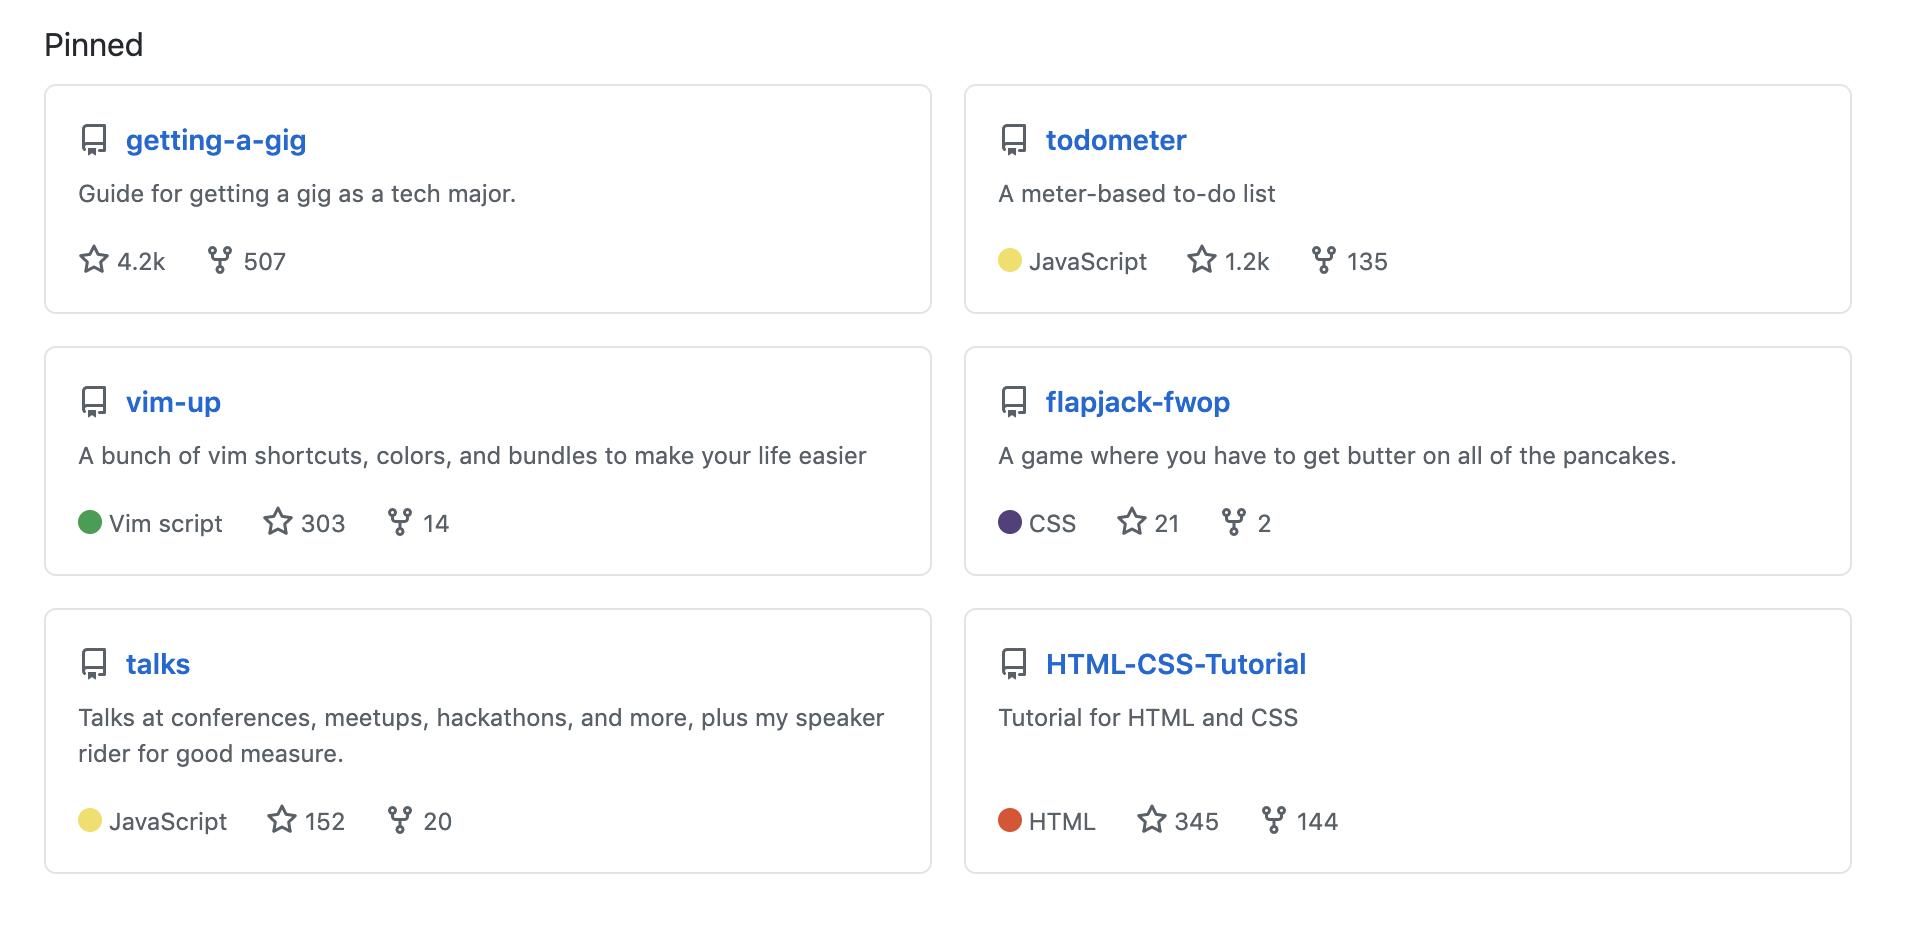 Pinned
getting-a-gig
Guide for getting a gig as a tech major.
4.2k 507
todometer
A meter-based to-do list
JavaScript 1.2k 135
vim-up
A bunch of vim shortcuts, colors, and bundles to make your life easier
Vim script 303 14
flapjack-fwop
A game where you have to get butter on all of the pancakes.
CSS 21 2
talks
Talks at conferences, meetups, hackathons, and more, plus my speaker
rider for good measure.
JavaScript 152 20
HTML-CSS-Tutorial
Tutorial for HTML and CSS
HTML 345 144